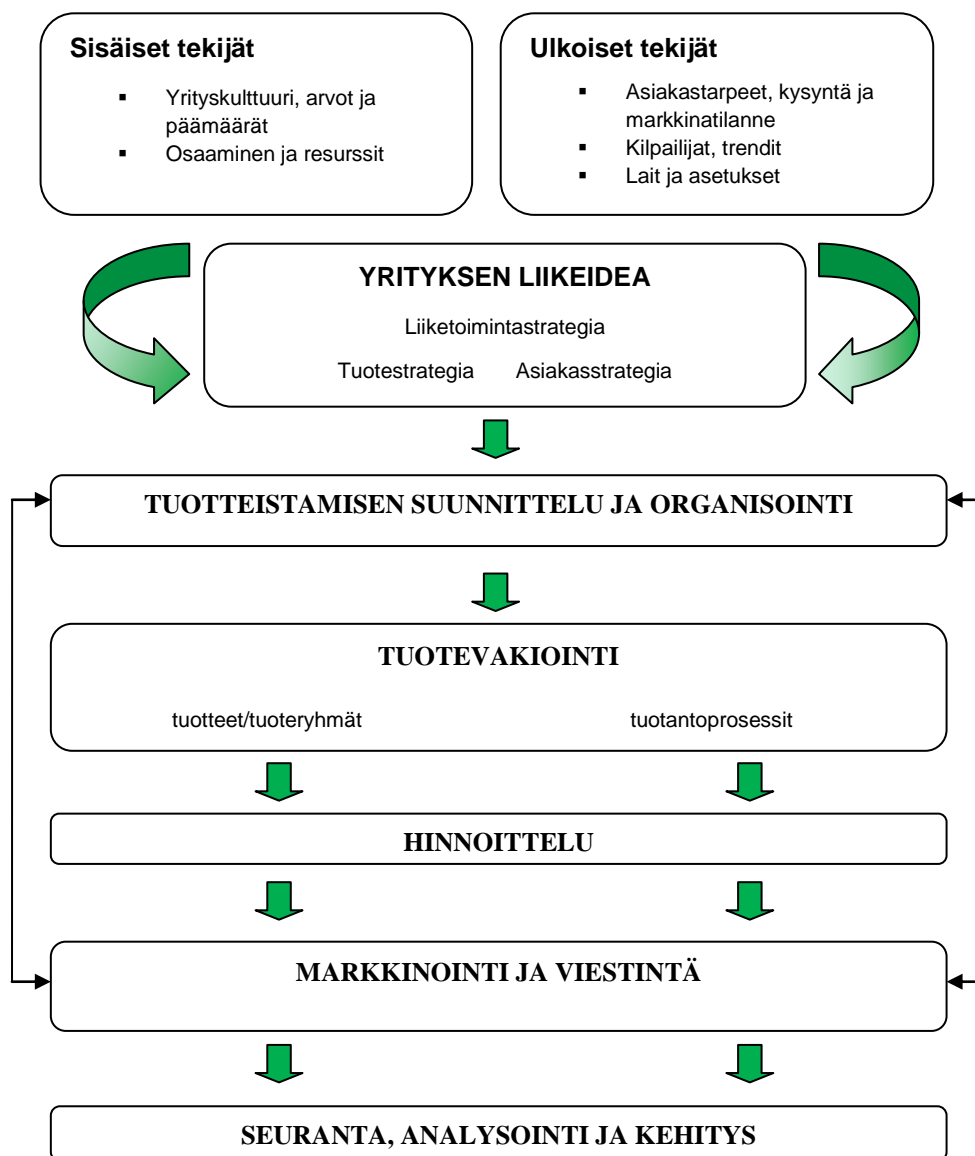 Sisäiset tekijät
▪ Yrityskulttuuri, arvot ja
päämäärät
▪ Osaaminen ja resurssit
Ulkoiset tekijät
▪ Asiakastarpeet, kysyntä ja
markkinatilanne
▪ Kilpailijat, trendit
▪ Lait ja asetukset
YRITYKSEN LIIKEIDEA
Liiketoimintastrategia
Tuotestrategia Asiakasstrategia
TUOTTEISTAMISEN SUUNNITTELU JA ORGANISOINTI
TUOTEVAKIOINTI
tuotteet/tuoteryhmät tuotantoprosessit
HINNOITTELU
MARKKINOINTI JA VIESTINTÄ
SEURANTA, ANALYSOINTI JA KEHITYS